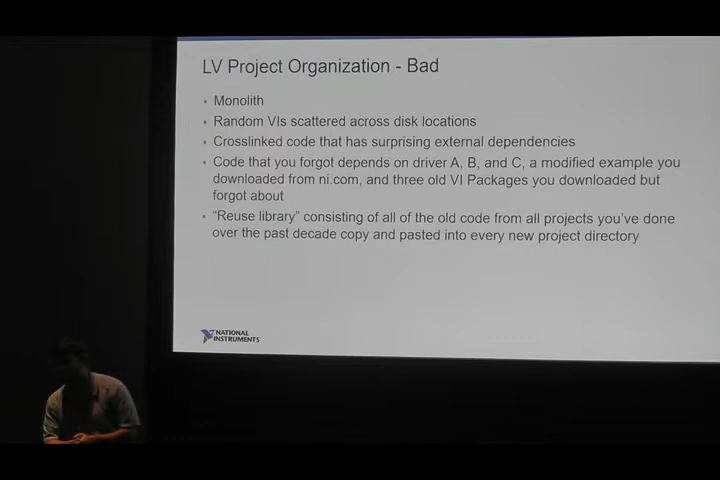 LV Project Organization - Bad
• Monolith
• Random VIs scattered across disk locations
• Crosslinked code that has surprising external dependencies
• Code that you forgot depends on driver A, B, and C, a modified example you
downloaded from ni.com, and three old VI Packages you downloaded but
forgot about
• “Reuse library” consisting of all of the old code from all projects you’ve done
over the past decade copy and pasted into every new project directory
NATIONAL
INSTRUMENTS